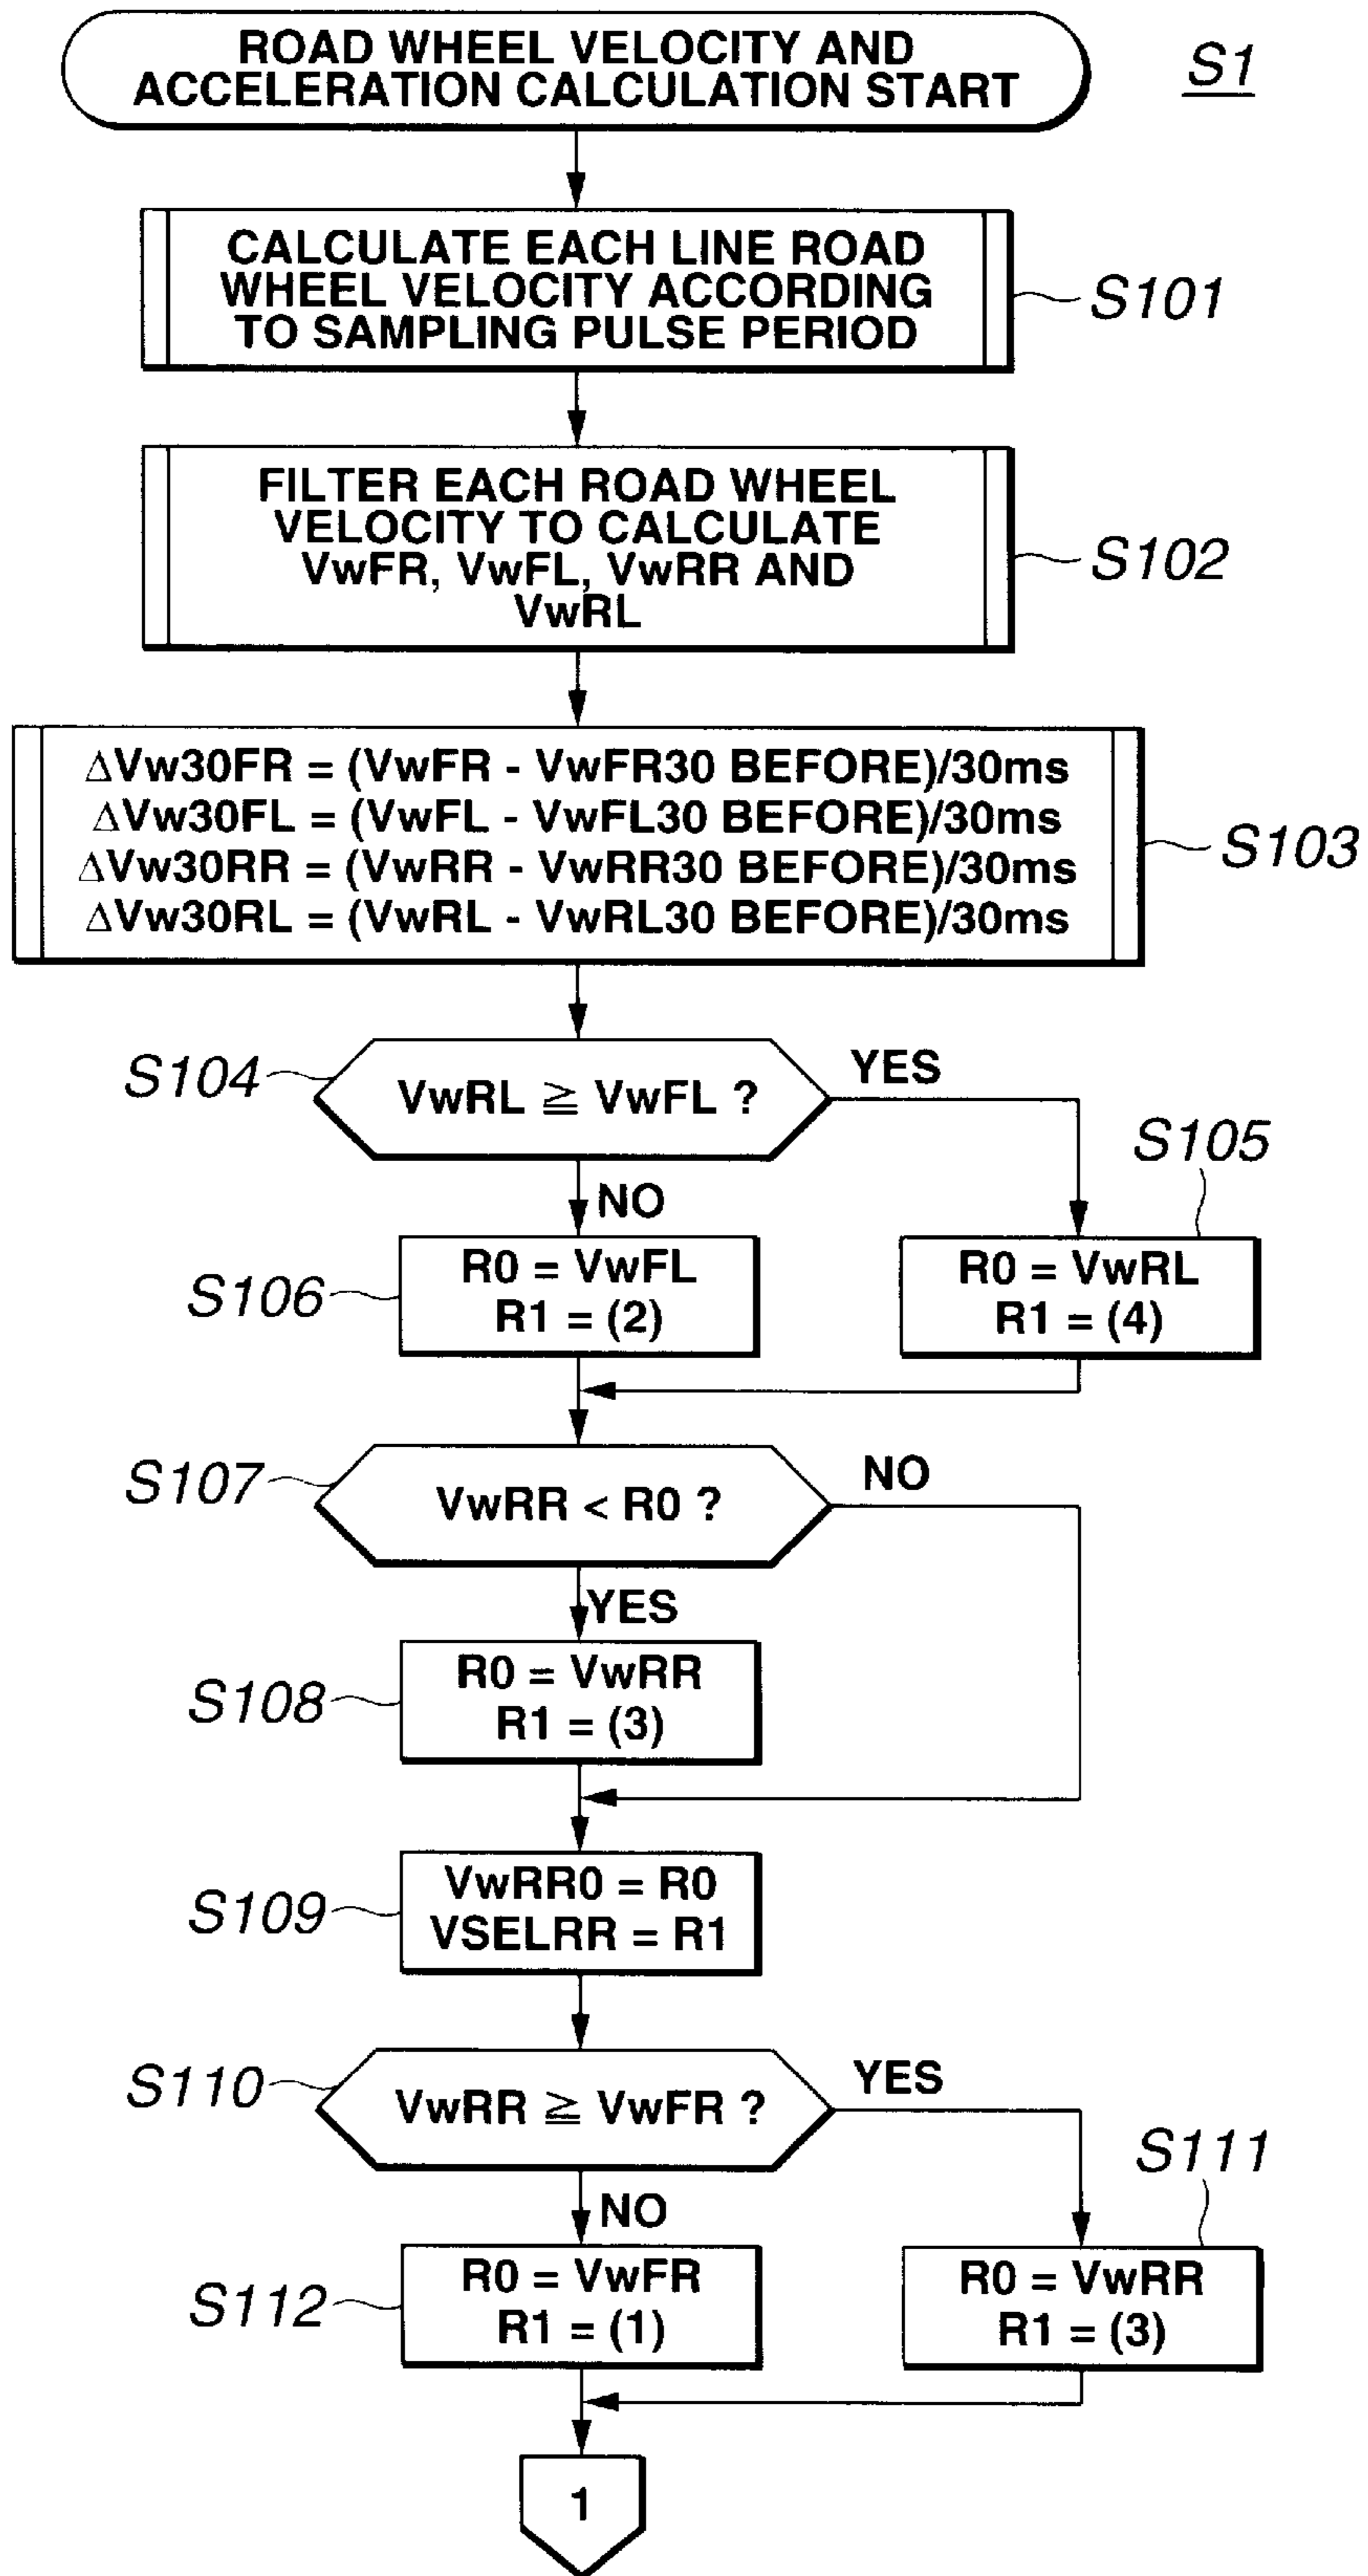 ROAD WHEEL VELOCITY AND
ACCELERATION CALCULATION START
S1
CALCULATE EACH LINE ROAD
WHEEL VELOCITY ACCORDING
TO SAMPLING PULSE PERIOD
S101
FILTER EACH ROAD WHEEL
VELOCITY TO CALCULATE
VwFR, VwFL, VwRR AND
VwRL
S102
ΔVw30FR = (VwFR - VwFR30 BEFORE)/30ms
ΔVw30FL = (VwFL - VwFL30 BEFORE)/30ms
ΔVw30RR = (VwRR - VwRR30 BEFORE)/30ms
ΔVw30RL = (VwRL - VwRL30 BEFORE)/30ms
S103
S104
VwRL ≧ VwFL ?
YES
NO
S105
S106
R0 = VwFL
R1 = (2)
R0 = VwRL
R1 = (4)
S107
VwRR < R0 ?
NO
YES
S108
R0 = VwRR
R1 = (3)
S109
VwRR0 = R0
VSELRR = R1
S110
VwRR ≧ VwFR ?
YES
NO
S111
S112
R0 = VwFR
R1 = (1)
R0 = VwRR
R1 = (3)
1